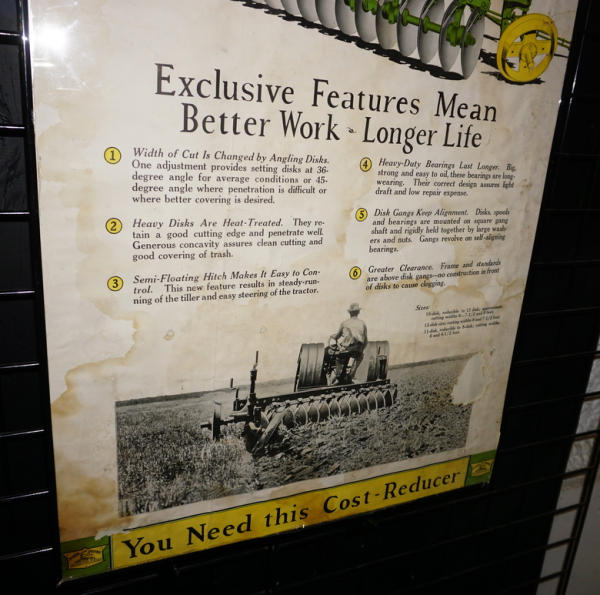 Exclusive Features Mean
Better Work - Longer Life
1 Width of Cut Is Changed by Angling Disks.
One adjustment provides setting disks at 36-
degree angle for average conditions or 45-
degree angle where penetration is difficult or
where better covering is desired.
2 Heavy Disks Are Heat-Treated. They re-
tain a good cutting edge and penetrate well.
Generous concavity assures clean cutting and
good covering of trash.
3 Semi-Floating Hitch Makes It Easy to Con-
trol. This new feature results in steady-run-
ning of the tiller and easy steering of the tractor.
4 Heavy-Duty Bearings Last Longer. Big,
strong and easy to oil, these bearings are long-
wearing. Their correct design assures light
draft and low repair expense.
5 Disk Gangs Keep Alignment. Disks, spools
and bearings are mounted on square gang
shaft and rigidly held together by large wash-
ers and nuts. Gangs revolve on self-aligning
bearings.
6 Greater Clearance. Frame and standards
are above disk gangs—no construction in front
of disks to cause clogging.
Sizes:
You Need this Cost-Reducer